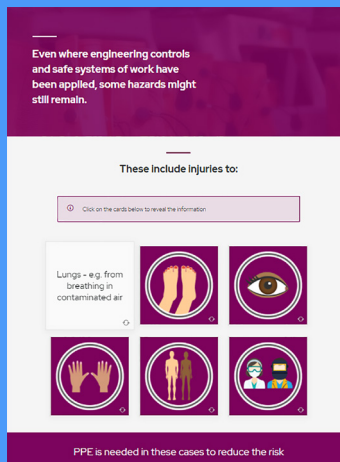 Even where engineering controls
and safe systems of work have
been applied, some hazards might
still remain.
These include injuries to:
Click on the cards below to reveal the information
Lungs - e.g. from
breathing in
contaminated air
PPE is needed in these cases to reduce the risk